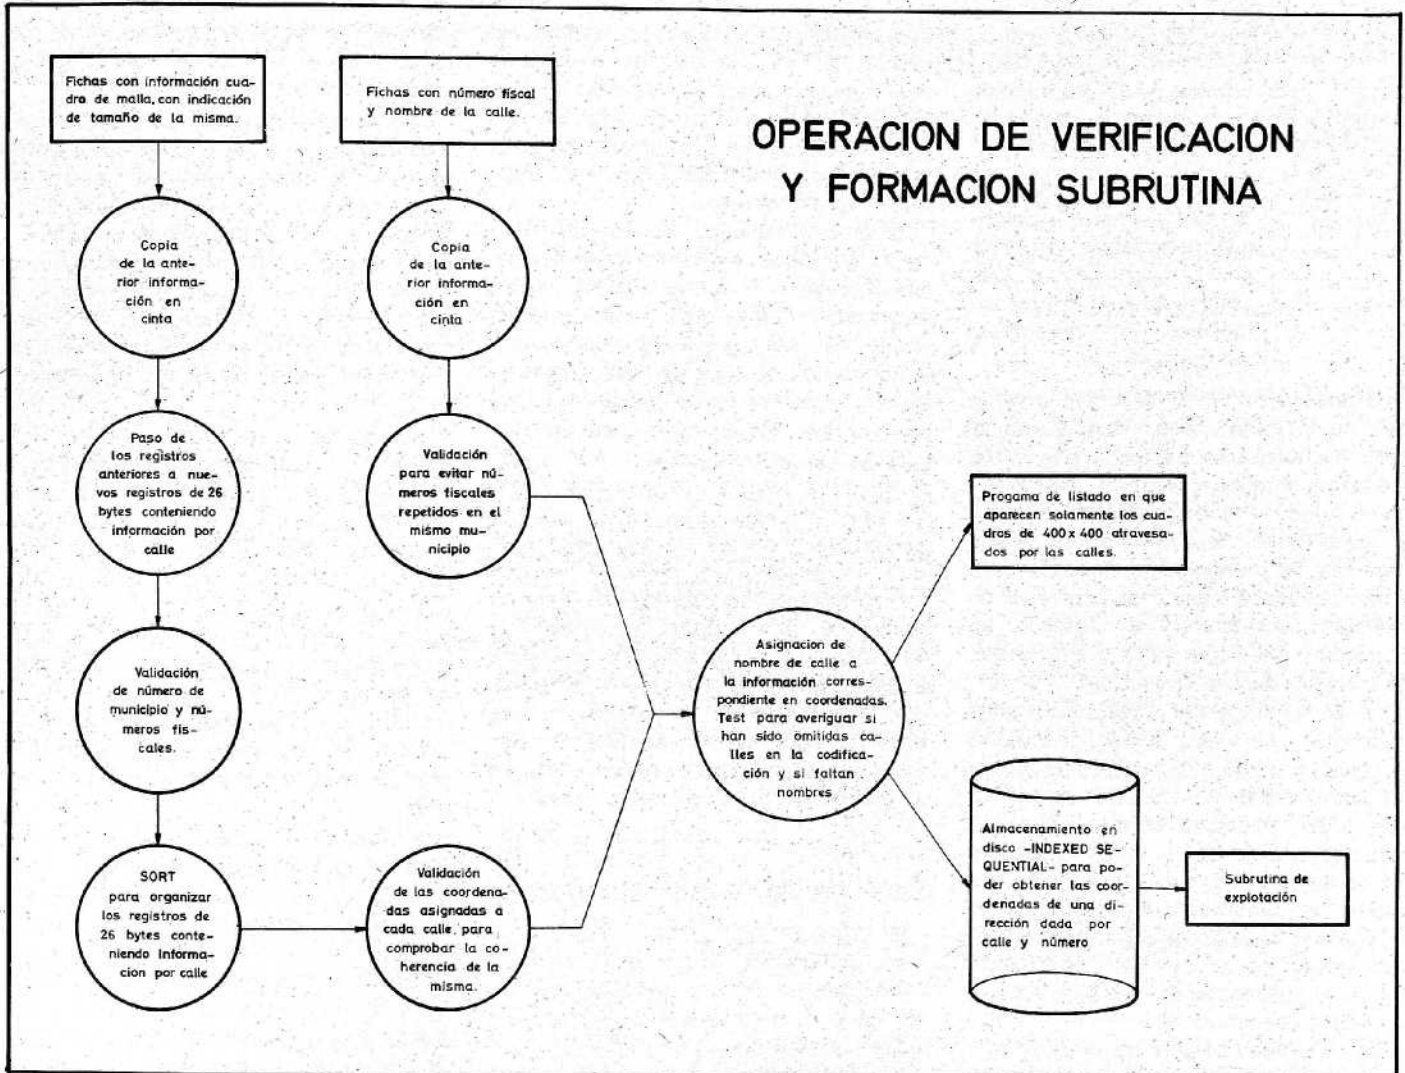 Fichas con información cua-
dro de malla, con indicación
de tamaño de la misma.
Fichas con número fiscal
y nombre de la calle.
OPERACION DE VERIFICACION
Y FORMACION SUBRUTINA
Copia
de la ante-
rior informa-
ción en
cinta
Copia
de la ante-
rior informa-
ción en
cinta
Paso de
los registros
anteriores a nue-
vos registros de 26
bytes conteniendo
información por
calle
Validación
para evitar nú-
meros fiscales
repetidos en el
mismo mu-
nicipio
Progama de listado en que
aparecen solamente los cua-
dros de 400 x 400 atravesa-
dos por las calles.
Validación
de número de
municipio y nú-
meros fis-
cales.
Asignacion de
nombre de calle a
la información corres-
pondiente en coordenadas.
Test para averiguar si
han sido omitidas ca-
lles en la codifica-
ción y si faltan
nombres
SORT
para organizar
los registros de
26 bytes conte-
niendo informa-
cion por calle
Validación
de las coordena-
das asignadas a
cada calle, para
comprobar la co-
herencia de la
misma.
Almacenamiento en
disco -INDEXED SE-
QUENTIAL- para po-
der obtener las coor-
denadas de una di-
rección dada por
calle y número
Subrutina de
explotación